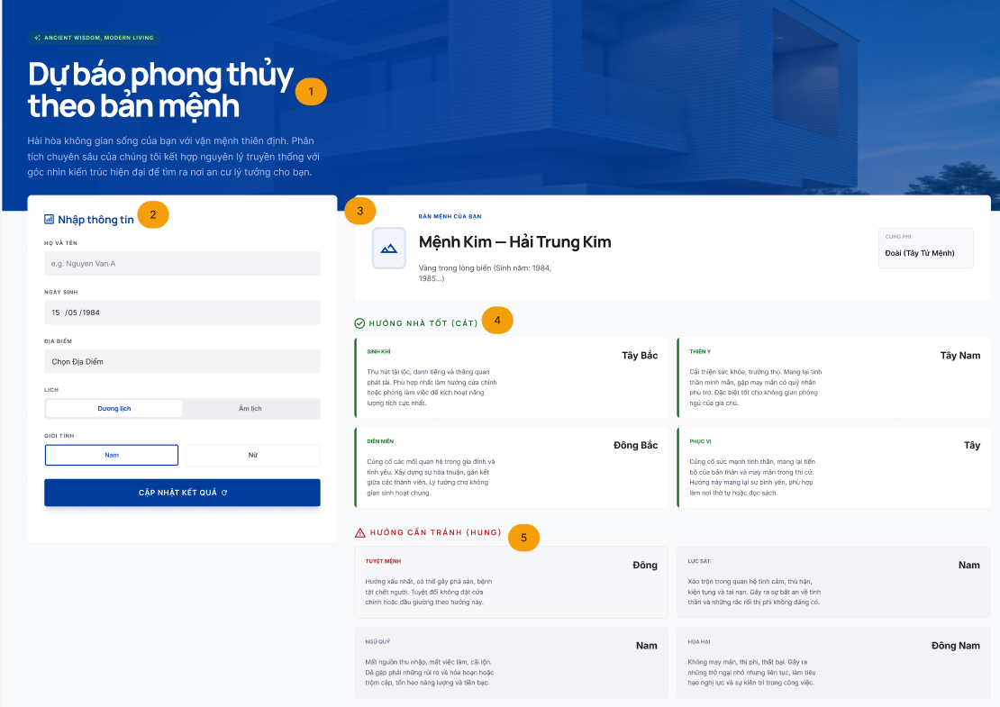 ANCIENT WISDOM, MODERN LIVING
Dự báo phong thủy
theo bản mệnh
1
Hài hòa không gian sống của bạn với vận mệnh thiên định. Phân
tích chuyên sâu của chúng tôi kết hợp nguyên lý truyền thống với
góc nhìn kiến trúc hiện đại để tìm ra nơi an cư lý tưởng cho bạn.
Nhập thông tin
2
HỌ VÀ TÊN
e.g. Nguyen Van A
NGÀY SINH
15 /05 /1984
ĐỊA ĐIỂM
Chọn Địa Điểm
LỊCH
Dương lịch
Âm lịch
GIỚI TÍNH
Nam
Nữ
CẬP NHẬT KẾT QUẢ
3
BẢN MỆNH CỦA BẠN
Mệnh Kim — Hải Trung Kim
Vàng trong lòng biển (Sinh năm: 1984,
1985...)
CUNG PHI
Đoài (Tây Tứ Mệnh)
HƯỚNG NHÀ TỐT (CÁT)
4
SINH KHÍ
Tây Bắc
Thu hút tài lộc, danh tiếng và thăng quan
phát tài. Phù hợp nhất làm hướng cửa chính
hoặc phòng làm việc để kích hoạt năng
lượng tích cực nhất.
THIÊN Y
Tây Nam
Cải thiện sức khỏe, trường thọ. Mang lại tinh
thần minh mẫn, gặp may mắn có quý nhân
phù trợ. Đặc biệt tốt cho không gian phòng
ngủ của gia chủ.
DIÊN NIÊN
Đông Bắc
Củng cố các mối quan hệ trong gia đình và
tình yêu. Xây dựng sự hòa thuận, gắn kết
giữa các thành viên. Lý tưởng cho không
gian sinh hoạt chung.
PHỤC VỊ
Tây
Củng cố sức mạnh tinh thần, mang lại tiến
bộ của bản thân và may mắn trong thi cử.
Hướng này mang lại sự bình yên, phù hợp
làm nơi thờ tự hoặc đọc sách.
HƯỚNG CẦN TRÁNH (HUNG)
5
TUYỆT MỆNH
Đông
Hướng xấu nhất, có thể gây phá sản, bệnh
tật chết người. Tuyệt đối không đặt cửa
chính hoặc đầu giường theo hướng này.
LỤC SÁT
Nam
Xáo trộn trong quan hệ tình cảm, thù hận,
kiện tụng và tai nạn. Gây ra sự bất an về tinh
thần và những rắc rối thị phi không đáng có.
NGŨ QUỶ
Nam
Mất nguồn thu nhập, mất việc làm, cãi lộn.
Dễ gặp phải những rủi ro về hỏa hoạn hoặc
trộm cắp, tổn hao năng lượng và tiền bạc.
HỌA HẠI
Đông Nam
Không may mắn, thị phi, thất bại. Gây ra
những trở ngại nhỏ nhưng liên tục, làm tiêu
hao nghị lực và sự kiên trì trong công việc.